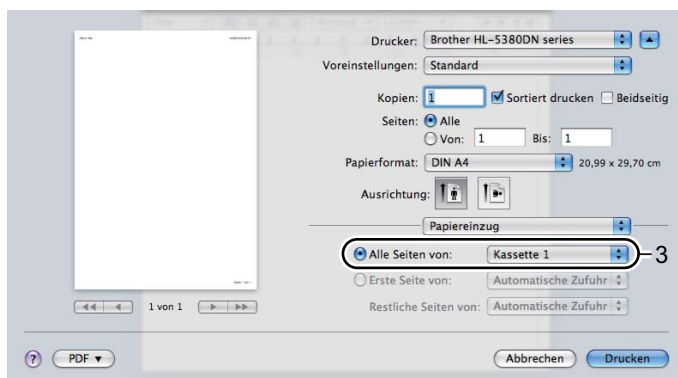 Drucker: Brother HL-5380DN series
Voreinstellungen: Standard
Kopien: 1 Sortiert drucken Beidseitig
Seiten: Alle
Von: 1 Bis: 1
Papierformat: DIN A4 20,99 x 29,70 cm
Ausrichtung:
Papiereinzug
Alle Seiten von: Kassette 1 3
Erste Seite von: Automatische Zufuhr
Restliche Seiten von: Automatische Zufuhr
1 von 1
? PDF Abbrechen Drucken